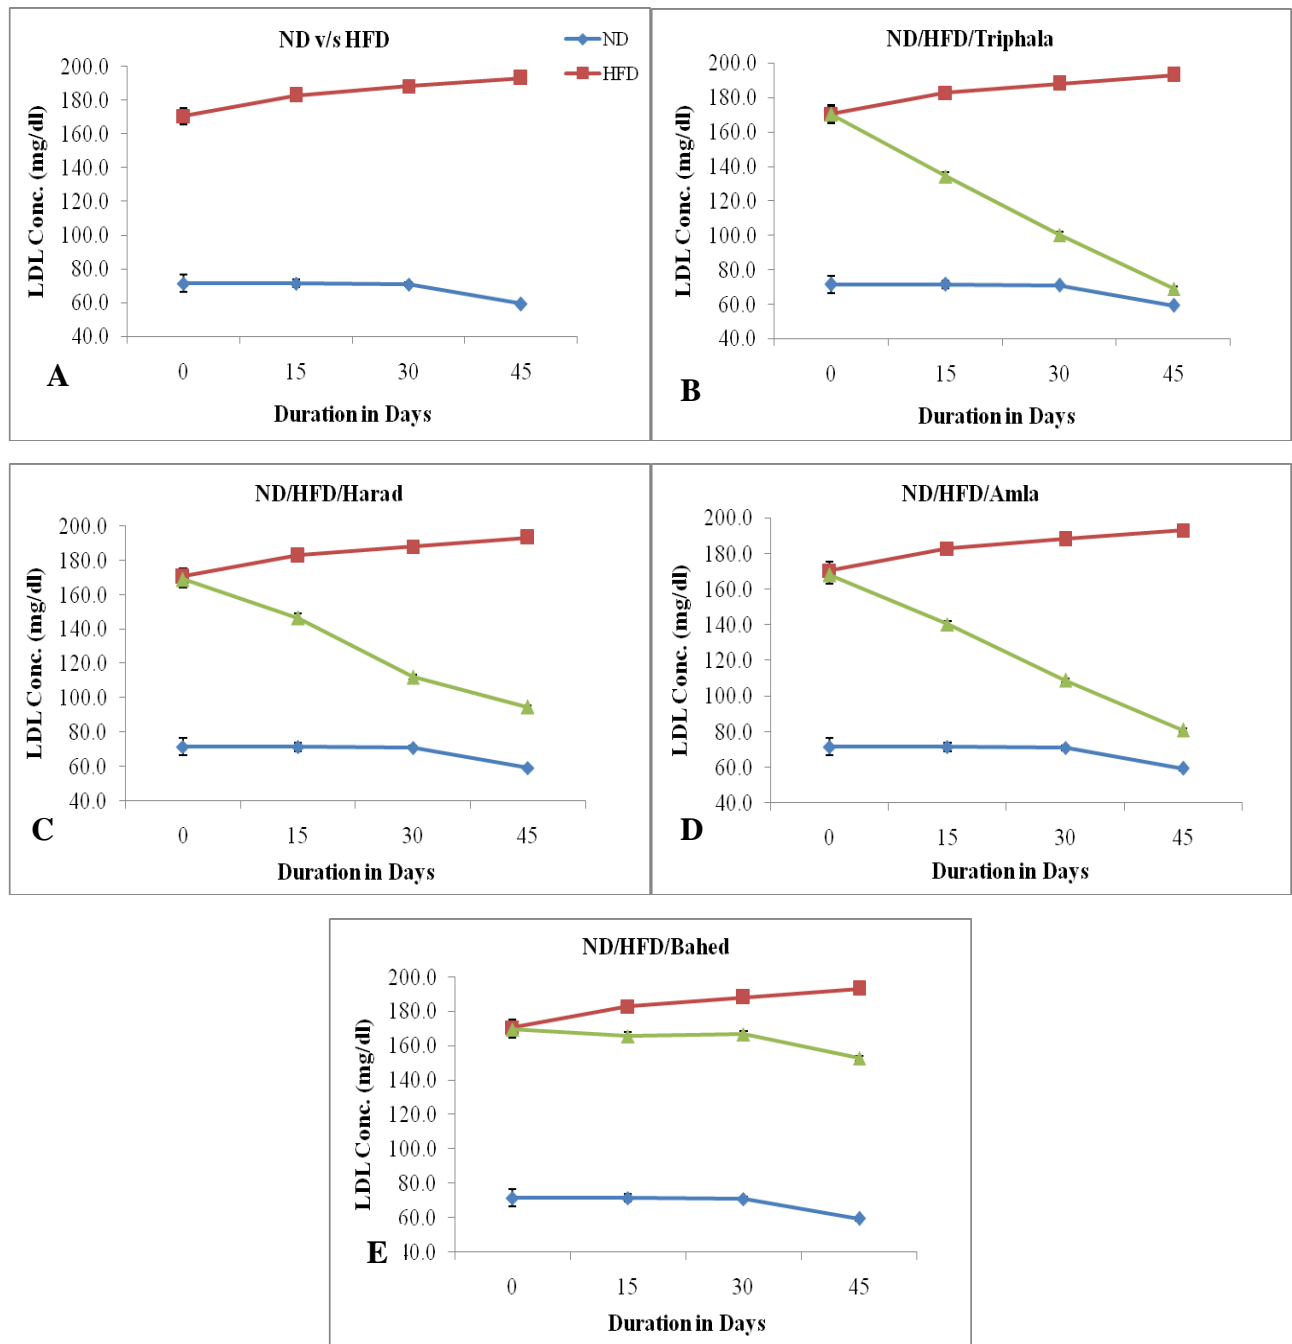 ND v/s HFD
ND
HFD
200.0
180.0
160.0
140.0
120.0
100.0
80.0
60.0
40.0
LDL Conc. (mg/dl)
0 15 30 45
Duration in Days
A
ND/HFD/Triphala
200.0
180.0
160.0
140.0
120.0
100.0
80.0
60.0
40.0
LDL Conc. (mg/dl)
0 15 30 45
Duration in Days
B
ND/HFD/Harad
200.0
180.0
160.0
140.0
120.0
100.0
80.0
60.0
40.0
LDL Conc. (mg/dl)
0 15 30 45
Duration in Days
C
ND/HFD/Amla
200.0
180.0
160.0
140.0
120.0
100.0
80.0
60.0
40.0
LDL Conc. (mg/dl)
0 15 30 45
Duration in Days
D
ND/HFD/Bahed
200.0
180.0
160.0
140.0
120.0
100.0
80.0
60.0
40.0
LDL Conc. (mg/dl)
0 15 30 45
Duration in Days
E